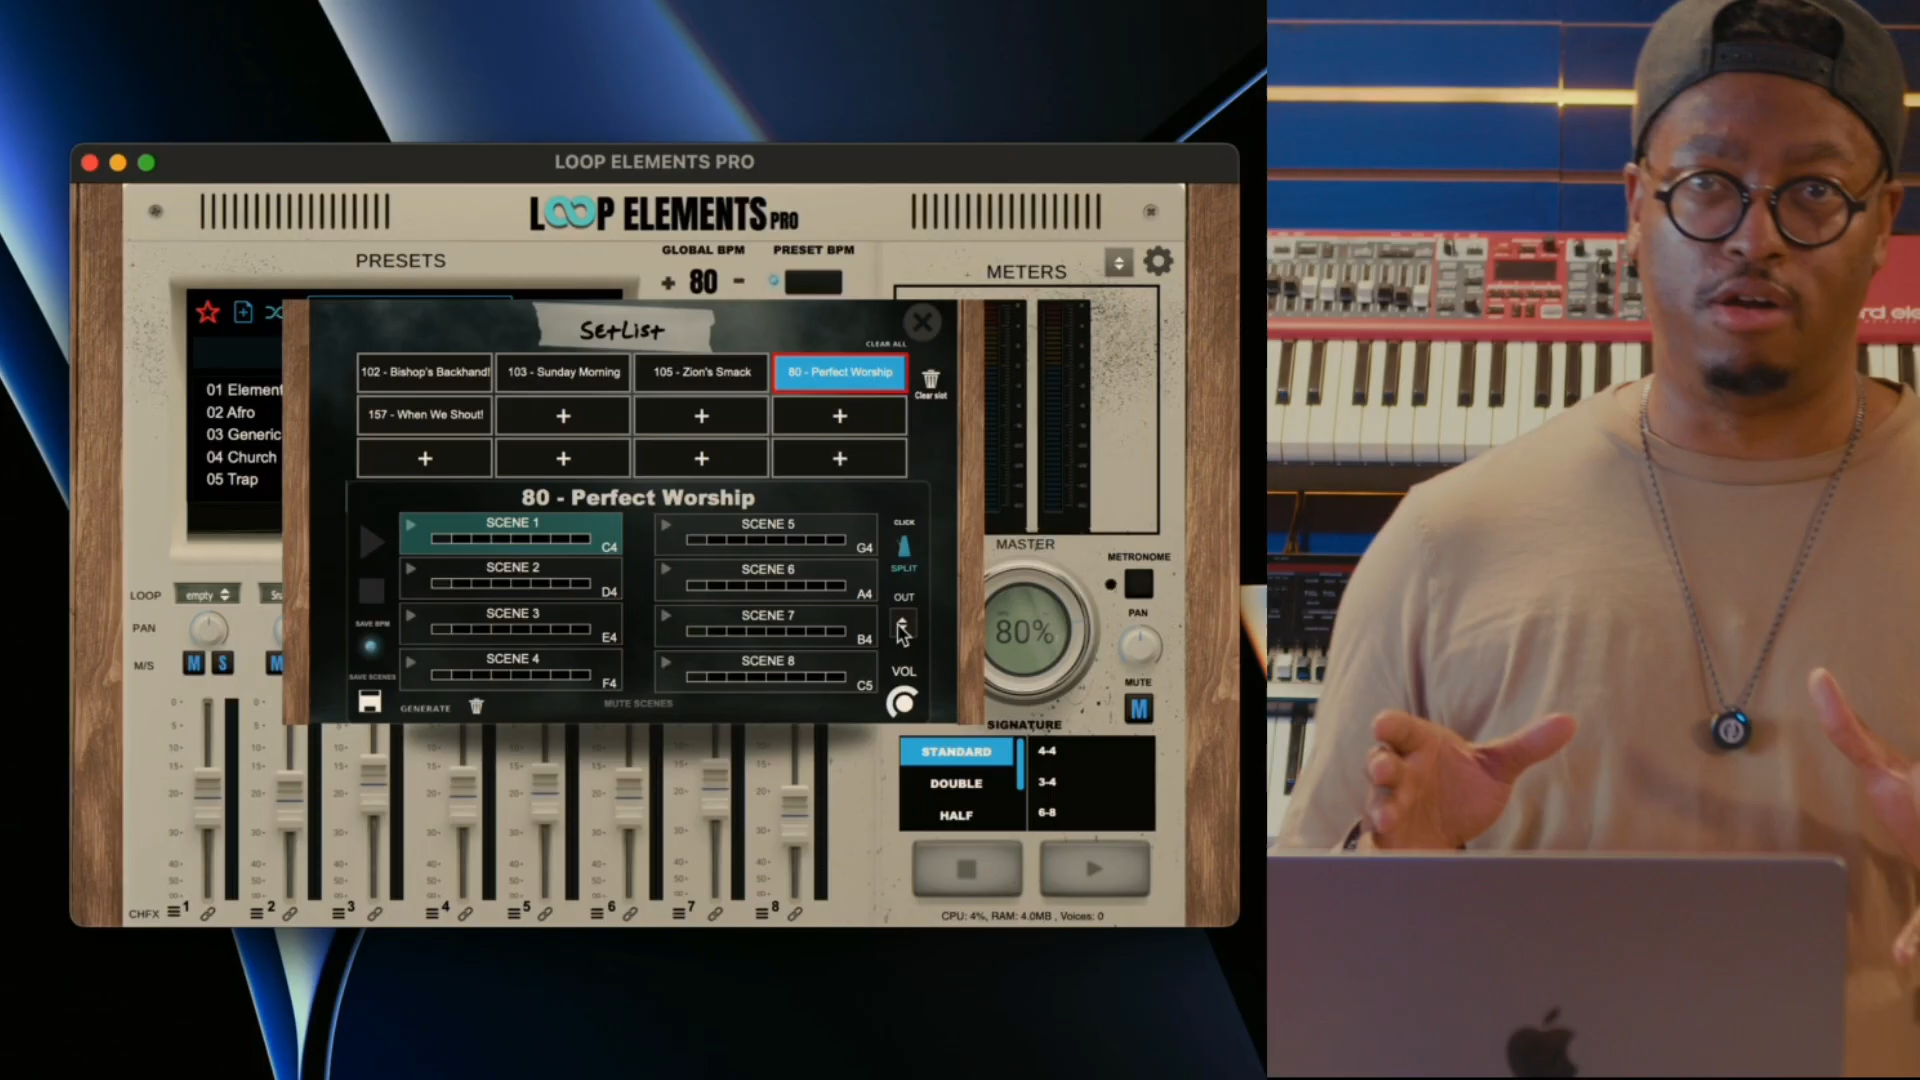 LOOP ELEMENTS PRO
LOOP ELEMENTS PRO
PRESETS
GLOBAL BPM
PRESET BPM
+ 80 -
METERS
SetList
CLEAR ALL
102 - Bishop's Backhand!
103 - Sunday Morning
105 - Zion's Smack
80 - Perfect Worship
Clear slot
157 - When We Shout!
+
+
+
+
+
+
+
01 Element
02 Afro
03 Generic
04 Church
05 Trap
80 - Perfect Worship
SCENE 1
C4
SCENE 5
G4
CLICK
SPLIT
SCENE 2
D4
SCENE 6
A4
OUT
SCENE 3
E4
SCENE 7
B4
SCENE 4
F4
SCENE 8
C5
VOL
SAVE BPM
SAVE SCENES
GENERATE
MUTE SCENES
LOOP
empty
PAN
M/S
M
S
M
MASTER
80%
METRONOME
PAN
MUTE
M
SIGNATURE
STANDARD
DOUBLE
HALF
4-4
3-4
6-8
CHFX
1
2
3
4
5
6
7
8
CPU: 4%, RAM: 4.0MB , Voices: 0
rd ele